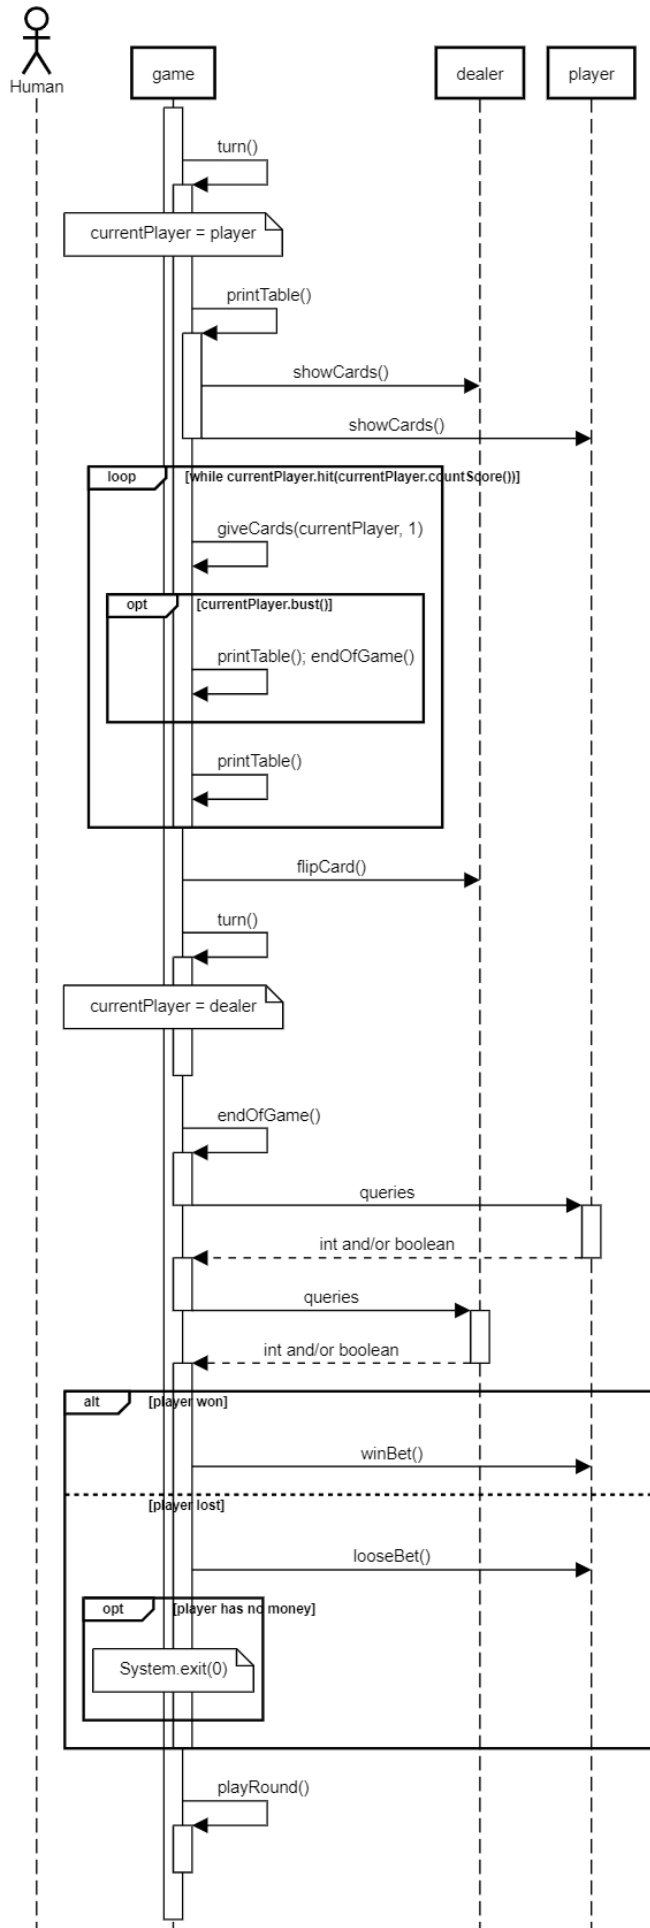 Human
game
dealer
player
turn()
currentPlayer = player
printTable()
showCards()
showCards()
loop
[while currentPlayer.hit(currentPlayer.countScore())]
giveCards(currentPlayer, 1)
opt
[currentPlayer.bust()]
printTable(); endOfGame()
printTable()
flipCard()
turn()
currentPlayer = dealer
endOfGame()
queries
int and/or boolean
queries
int and/or boolean
alt
[player won]
winBet()
[player lost]
looseBet()
opt
[player has no money]
System.exit(0)
playRound()